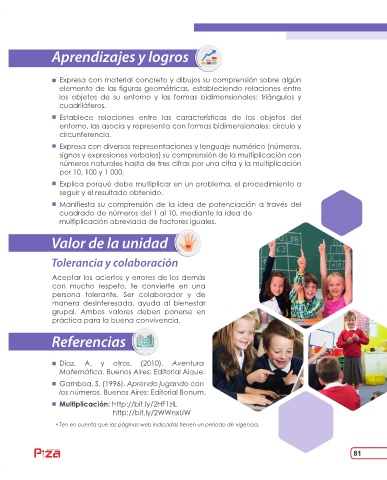 Aprendizajes y logros
Expresa con material concreto y dibujos su comprensión sobre algún
elemento de las figuras geométricas, estableciendo relaciones entre
los objetos de su entorno y las formas bidimensionales: triángulos y
cuadriláteros.
Establece relaciones entre las características de los objetos del
entorno, las asocia y representa con formas bidimensionales: círculo y
circunferencia.
Expresa con diversas representaciones y lenguaje numérico (números,
signos y expresiones verbales) su comprensión de la multiplicación con
números naturales hasta de tres cifras por una cifra y la multiplicación
por 10, 100 y 1 000.
Explica porqué debe multiplicar en un problema, el procedimiento a
seguir y el resultado obtenido.
Manifiesta su comprensión de la idea de potenciación a través del
cuadrado de números del 1 al 10, mediante la idea de
multiplicación abreviada de factores iguales.
Valor de la unidad
Tolerancia y colaboración
Aceptar los aciertos y errores de los demás
con mucho respeto, te convierte en una
persona tolerante. Ser colaborador y de
manera desinteresada, ayuda al bienestar
grupal. Ambos valores deben ponerse en
práctica para la buena convivencia.
Referencias
Díaz, A. y otros. (2010). Aventura
Matemática. Buenos Aires: Editorial Aique.
Gamboa, S. (1996). Aprendo jugando con
los números. Buenos Aires: Editorial Bonum.
Multiplicación: http://bit.ly/2HF1ziL
http://bit.ly/2WWnxUW
• Ten en cuenta que las páginas web indicadas tienen un periodo de vigencia.
Pïza
81